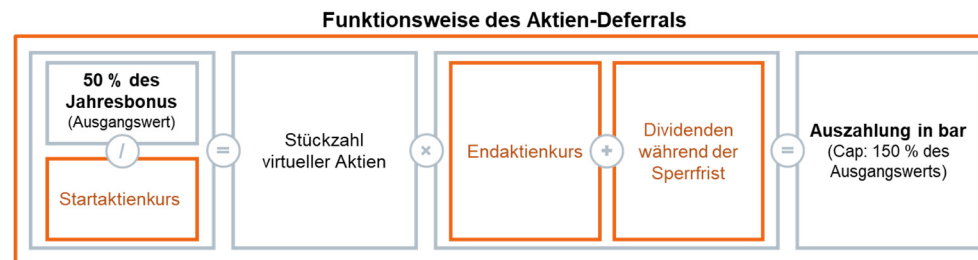 Funktionsweise des Aktien-Deferrals
50 % des
Jahresbonus
(Ausgangswert)
/
Startaktienkurs
=
Stückzahl
virtueller Aktien
×
Endaktienkurs
+
Dividenden
während der
Sperrfrist
=
Auszahlung in bar
(Cap: 150 % des
Ausgangswerts)